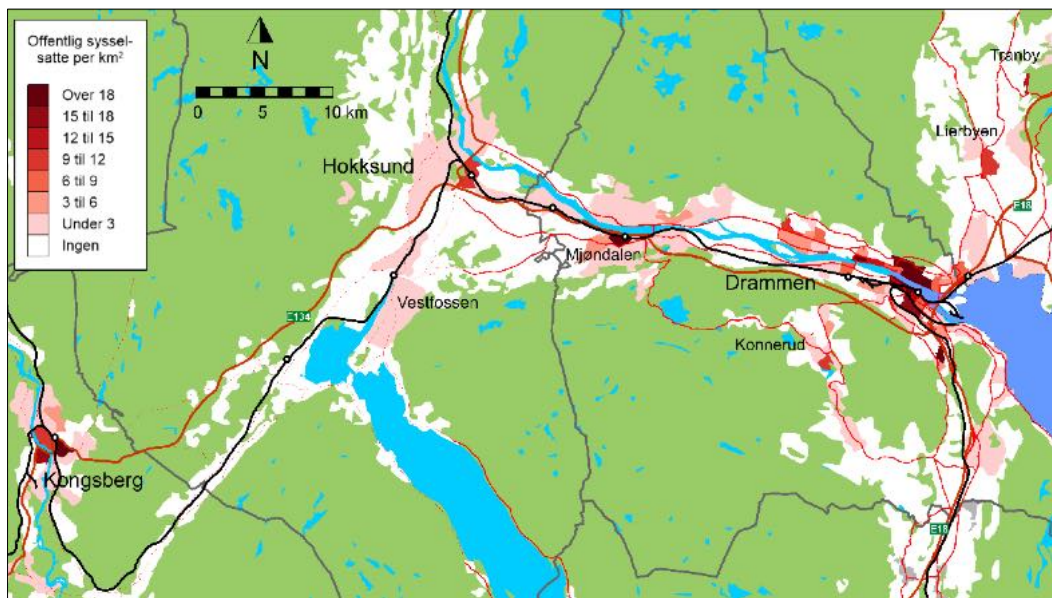 Offentlig syssel-
satte per km²
Over 18
15 til 18
12 til 15
9 til 12
6 til 9
3 til 6
Under 3
Ingen
N
0 5 10 km
Tranby
Lierbyen
Hokksund
E18
Mjøndalen
Drammen
Vestfossen
E134
Konnerud
Kongsberg
E18